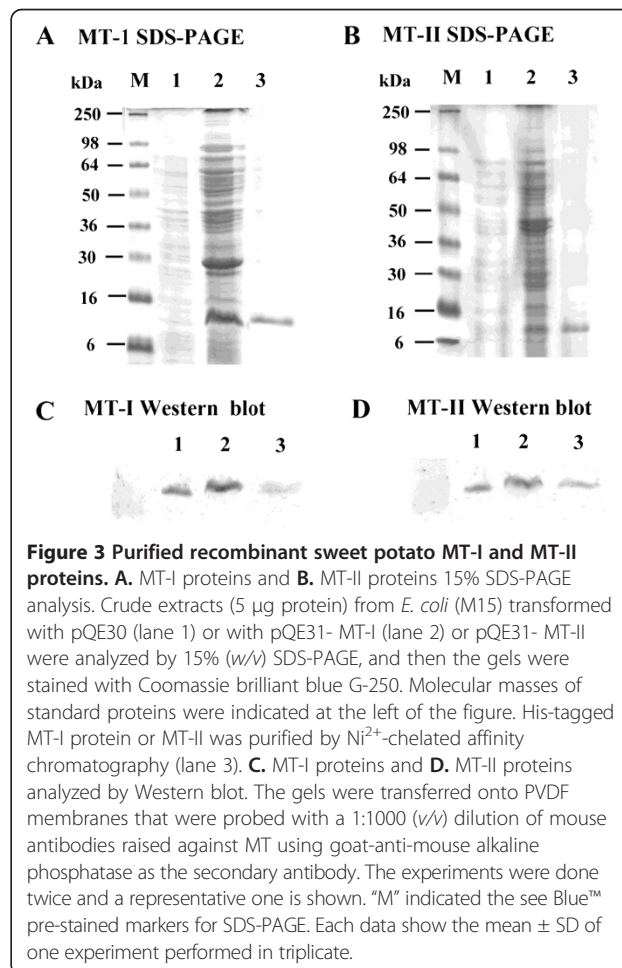 A MT-1 SDS-PAGE
kDa M 1 2 3
250
98
64
50
36
30
16
6
B MT-II SDS-PAGE
kDa M 1 2 3
250
98
64
50
36
30
16
6
C MT-I Western blot
1 2 3
D MT-II Western blot
1 2 3
Figure 3 Purified recombinant sweet potato MT-I and MT-II
proteins. A. MT-I proteins and B. MT-II proteins 15% SDS-PAGE
analysis. Crude extracts (5 μg protein) from E. coli (M15) transformed
with pQE30 (lane 1) or with pQE31- MT-I (lane 2) or pQE31- MT-II
were analyzed by 15% (w/v) SDS-PAGE, and then the gels were
stained with Coomassie brilliant blue G-250. Molecular masses of
standard proteins were indicated at the left of the figure. His-tagged
MT-I protein or MT-II was purified by Ni²⁺-chelated affinity
chromatography (lane 3). C. MT-I proteins and D. MT-II proteins
analyzed by Western blot. The gels were transferred onto PVDF
membranes that were probed with a 1:1000 (v/v) dilution of mouse
antibodies raised against MT using goat-anti-mouse alkaline
phosphatase as the secondary antibody. The experiments were done
twice and a representative one is shown. “M” indicated the see Blue™
pre-stained markers for SDS-PAGE. Each data show the mean ± SD of
one experiment performed in triplicate.